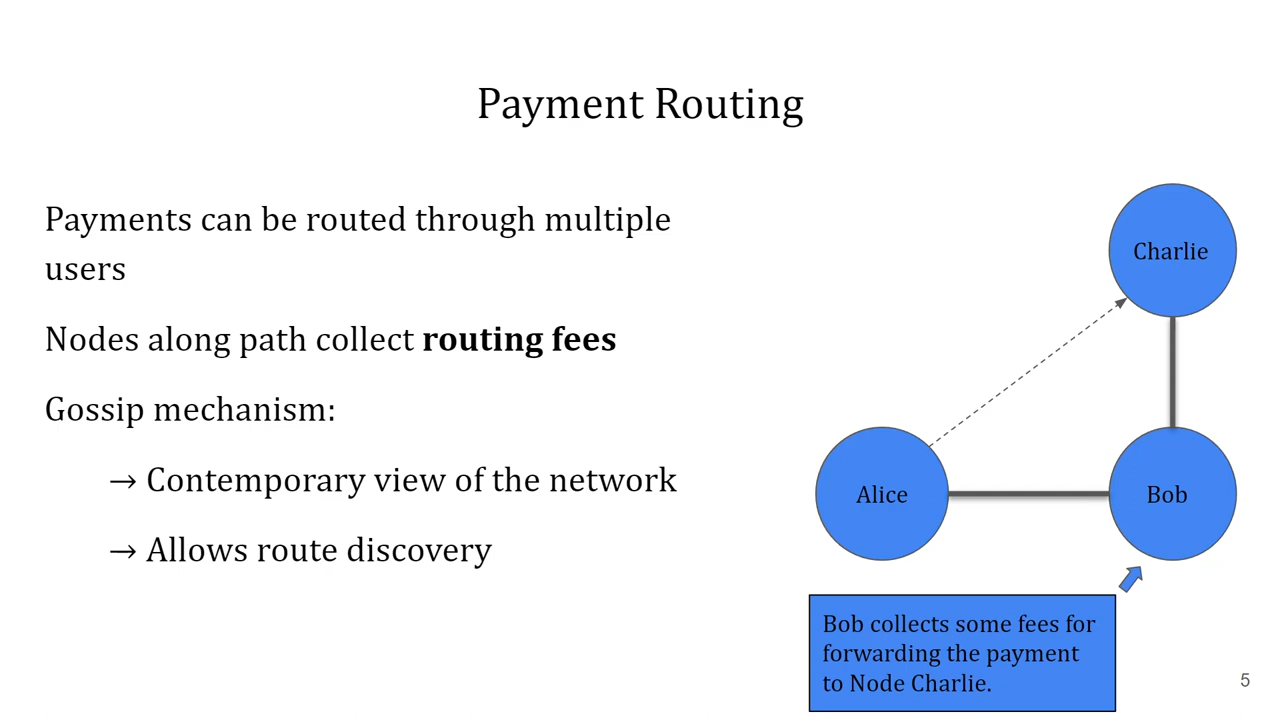 Payment Routing
Payments can be routed through multiple
users
Nodes along path collect routing fees
Gossip mechanism:
→ Contemporary view of the network
→ Allows route discovery
Charlie
Alice
Bob
Bob collects some fees for
forwarding the payment
to Node Charlie.
5